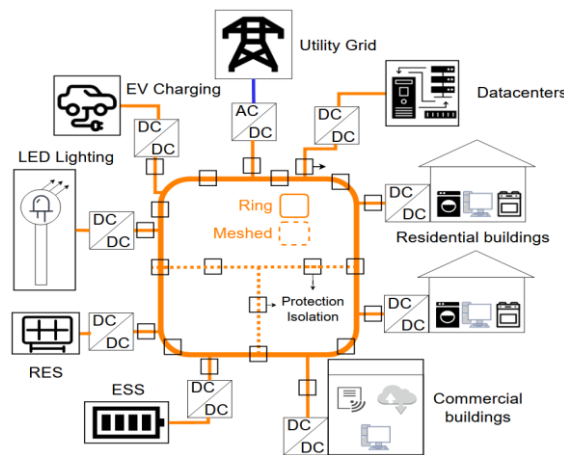 Utility Grid
EV Charging
AC
DC
DC
DC
DC
DC
Datacenters
LED Lighting
DC
DC
DC
DC
Ring
Meshed
Residential buildings
Protection
Isolation
DC
DC
DC
DC
RES
ESS
DC
DC
DC
DC
Commercial
buildings